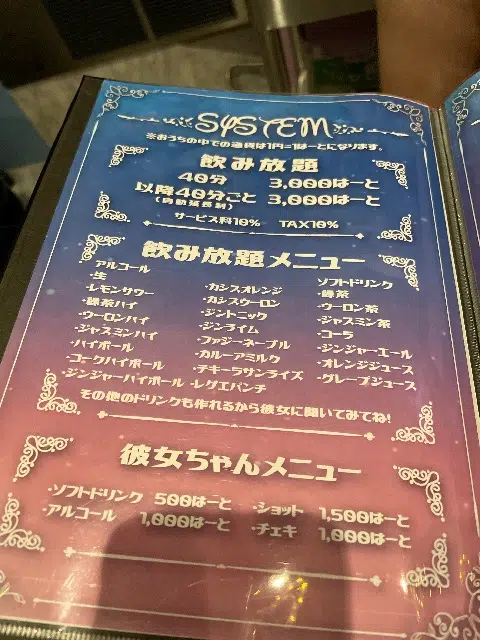 SYSTEM
※おうちの中での通貨は1円=1はーとになります。
飲み放題
40分 3,000はーと
以降40分ごと 3,000はーと
(自動延長制)
サービス料10% TAX10%
飲み放題メニュー
アルコール
・生
・レモンサワー
・緑茶ハイ
・ウーロンハイ
・ジャスミンハイ
・ハイボール
・コークハイボール
・ジンジャーハイボール
・カシスオレンジ
・カシスウーロン
・ジントニック
・ジンライム
・ファジーネーブル
・カルーアミルク
・テキーラサンライズ
・レゲエパンチ
ソフトドリンク
・緑茶
・ウーロン茶
・ジャスミン茶
・コーラ
・ジンジャーエール
・オレンジジュース
・グレープジュース
その他のドリンクも作れるから彼女に聞いてみてね!
彼女ちゃんメニュー
・ソフトドリンク 500はーと
・アルコール 1,000はーと
・ショット 1,500はーと
・チェキ 1,000はーと